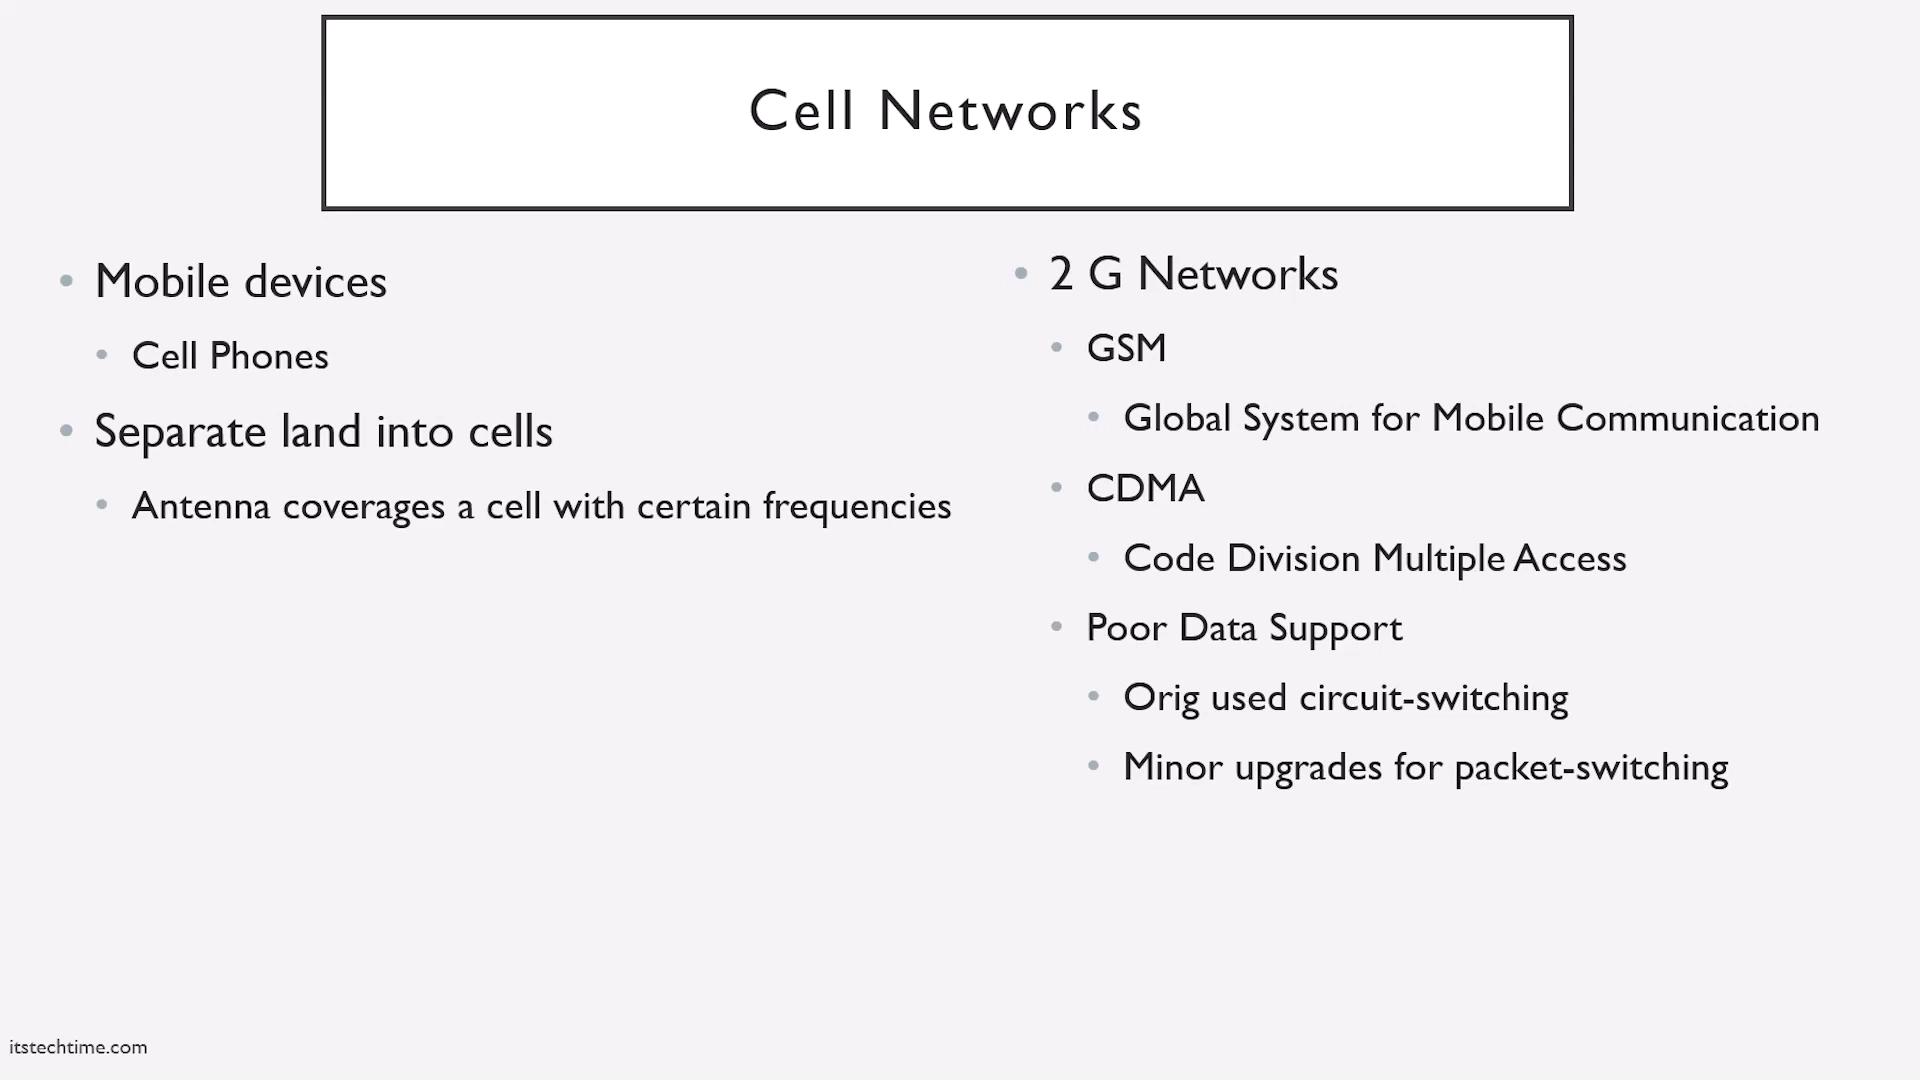 Cell Networks
Mobile devices
Cell Phones
Separate land into cells
Antenna coverages a cell with certain frequencies
2 G Networks
GSM
Global System for Mobile Communication
CDMA
Code Division Multiple Access
Poor Data Support
Orig used circuit-switching
Minor upgrades for packet-switching
itstechtime.com